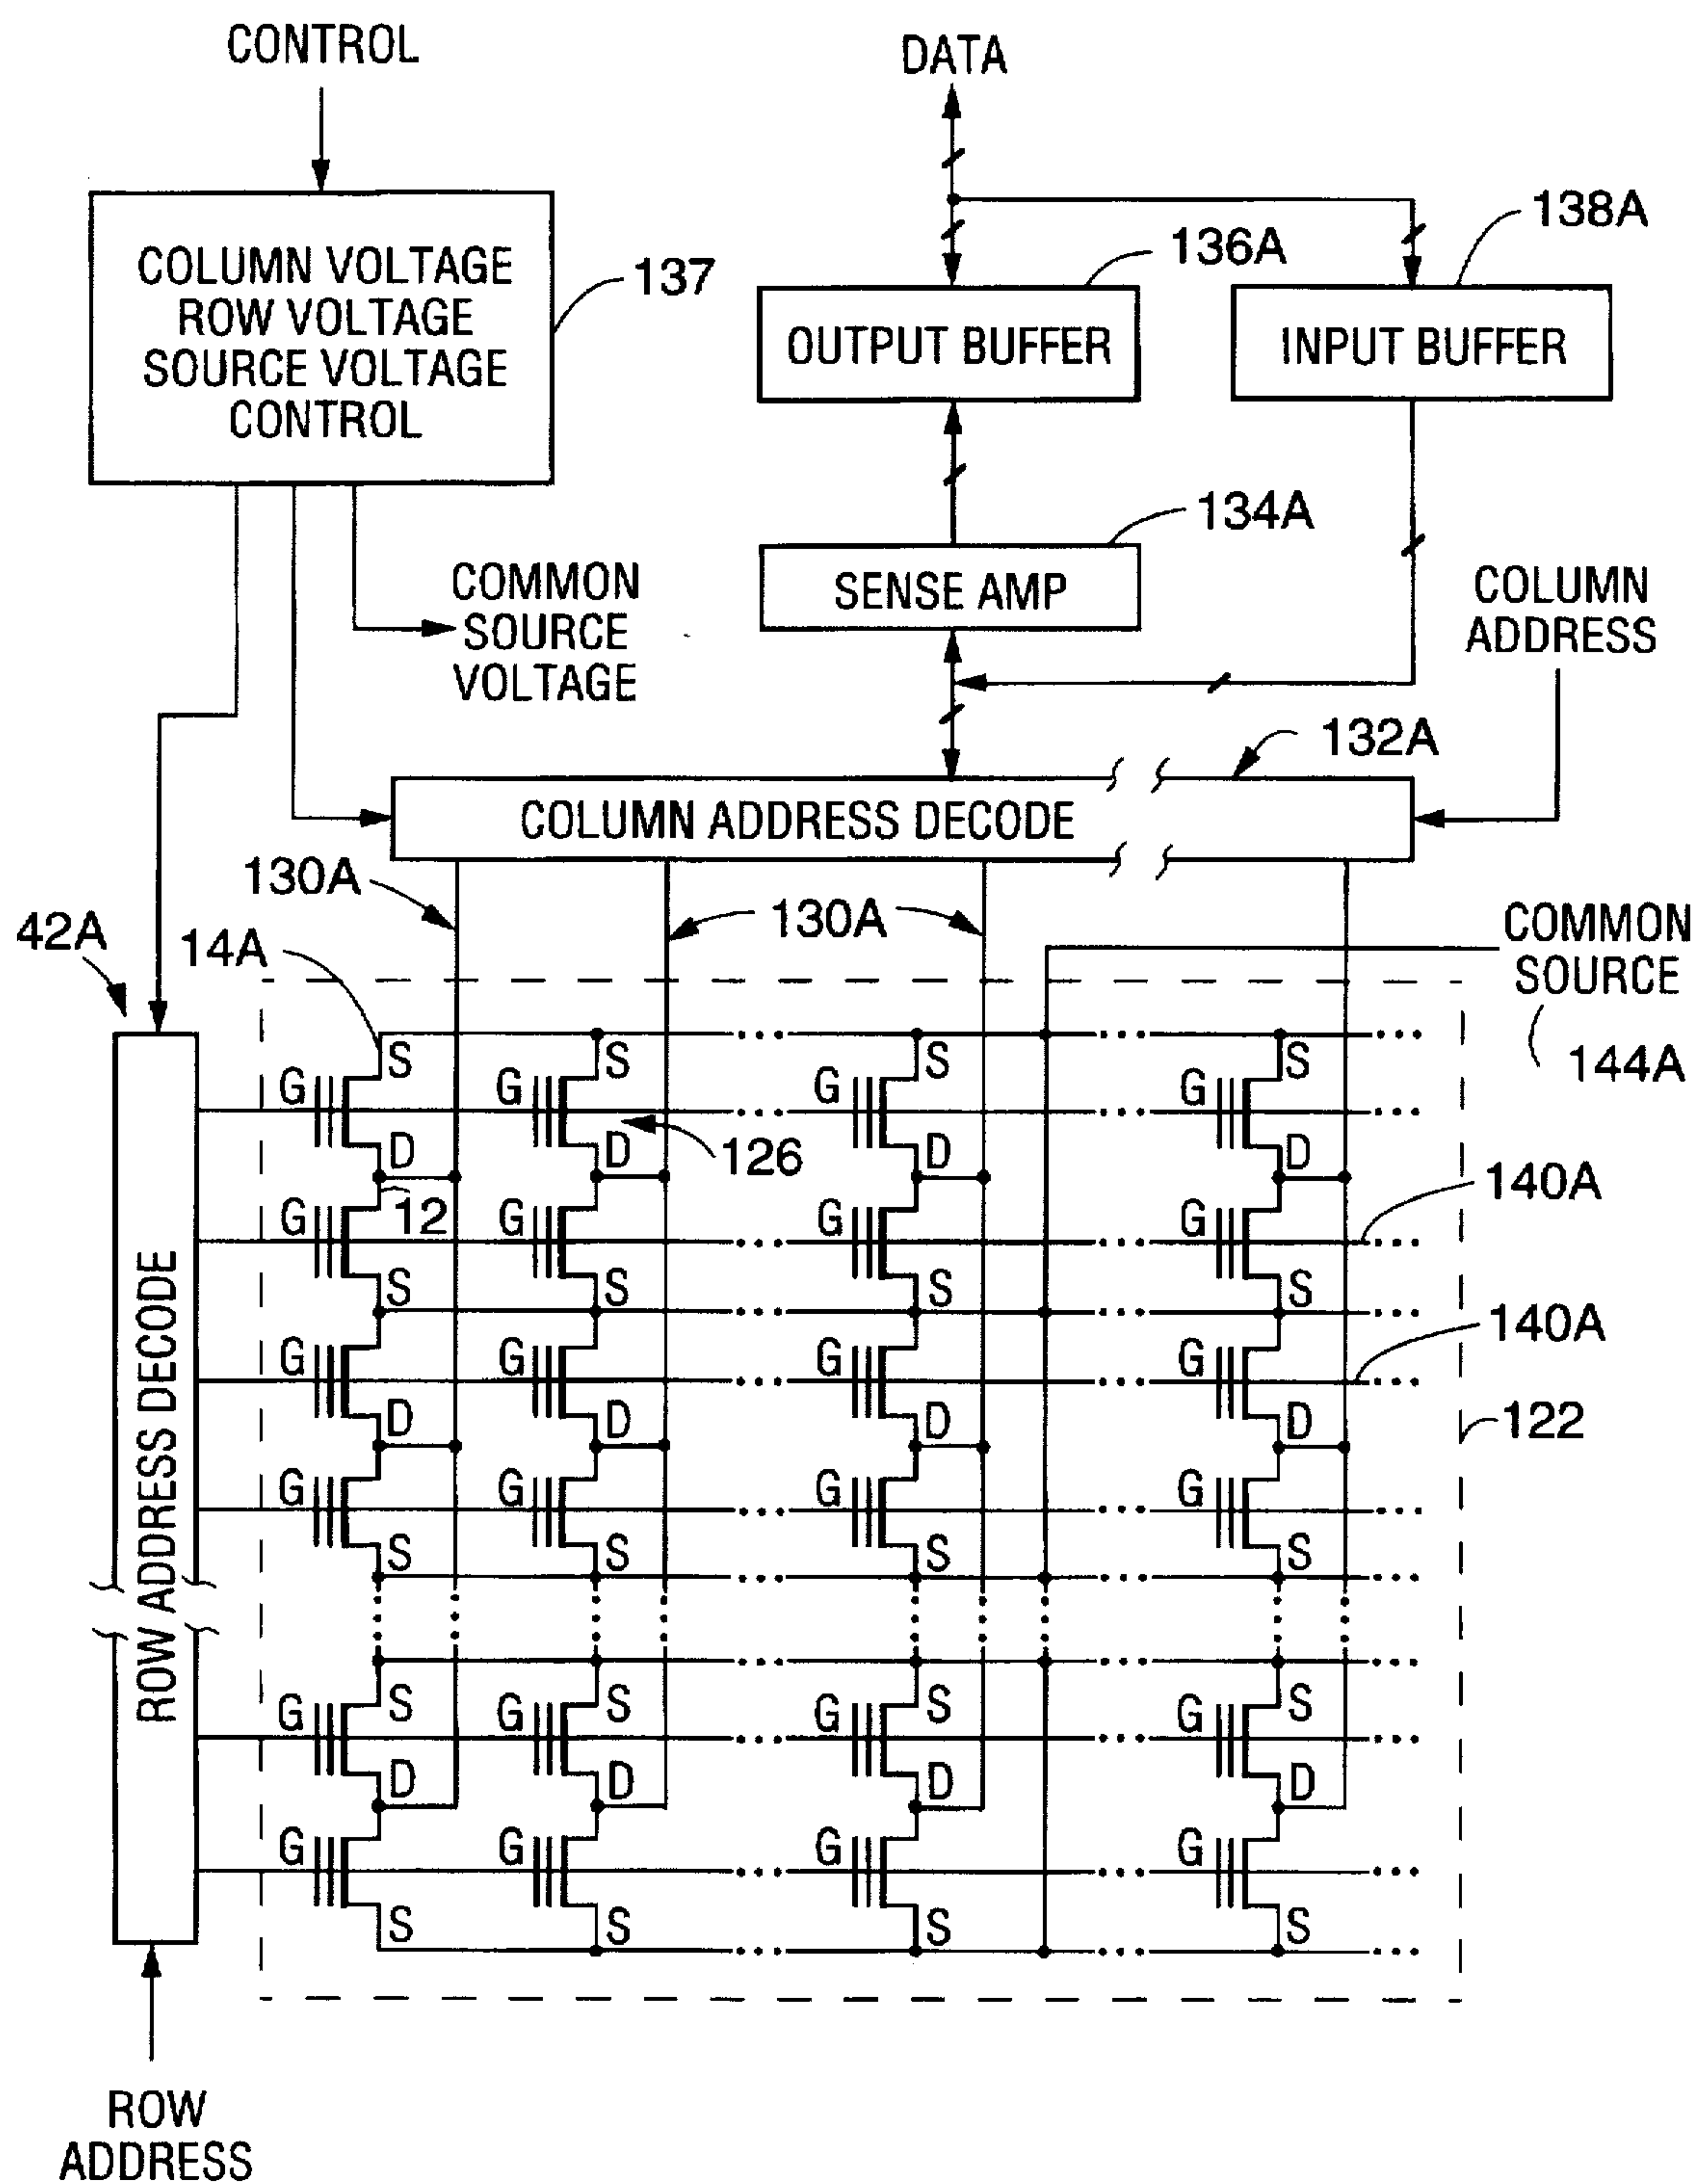 CONTROL
DATA
138A
136A
COLUMN VOLTAGE
ROW VOLTAGE
SOURCE VOLTAGE
CONTROL
137
OUTPUT BUFFER
INPUT BUFFER
134A
SENSE AMP
COMMON
SOURCE
VOLTAGE
COLUMN
ADDRESS
132A
COLUMN ADDRESS DECODE
130A
130A
42A
14A
COMMON
SOURCE
144A
S S S S
G G G G
D D D D
126
12
140A
G G G G
S S S S
140A
G G G G
D D D D
122
G G G G
S S S S
ROW ADDRESS DECODE
G S G S G S G S
D D D D
G G G G
S S S S
ROW
ADDRESS